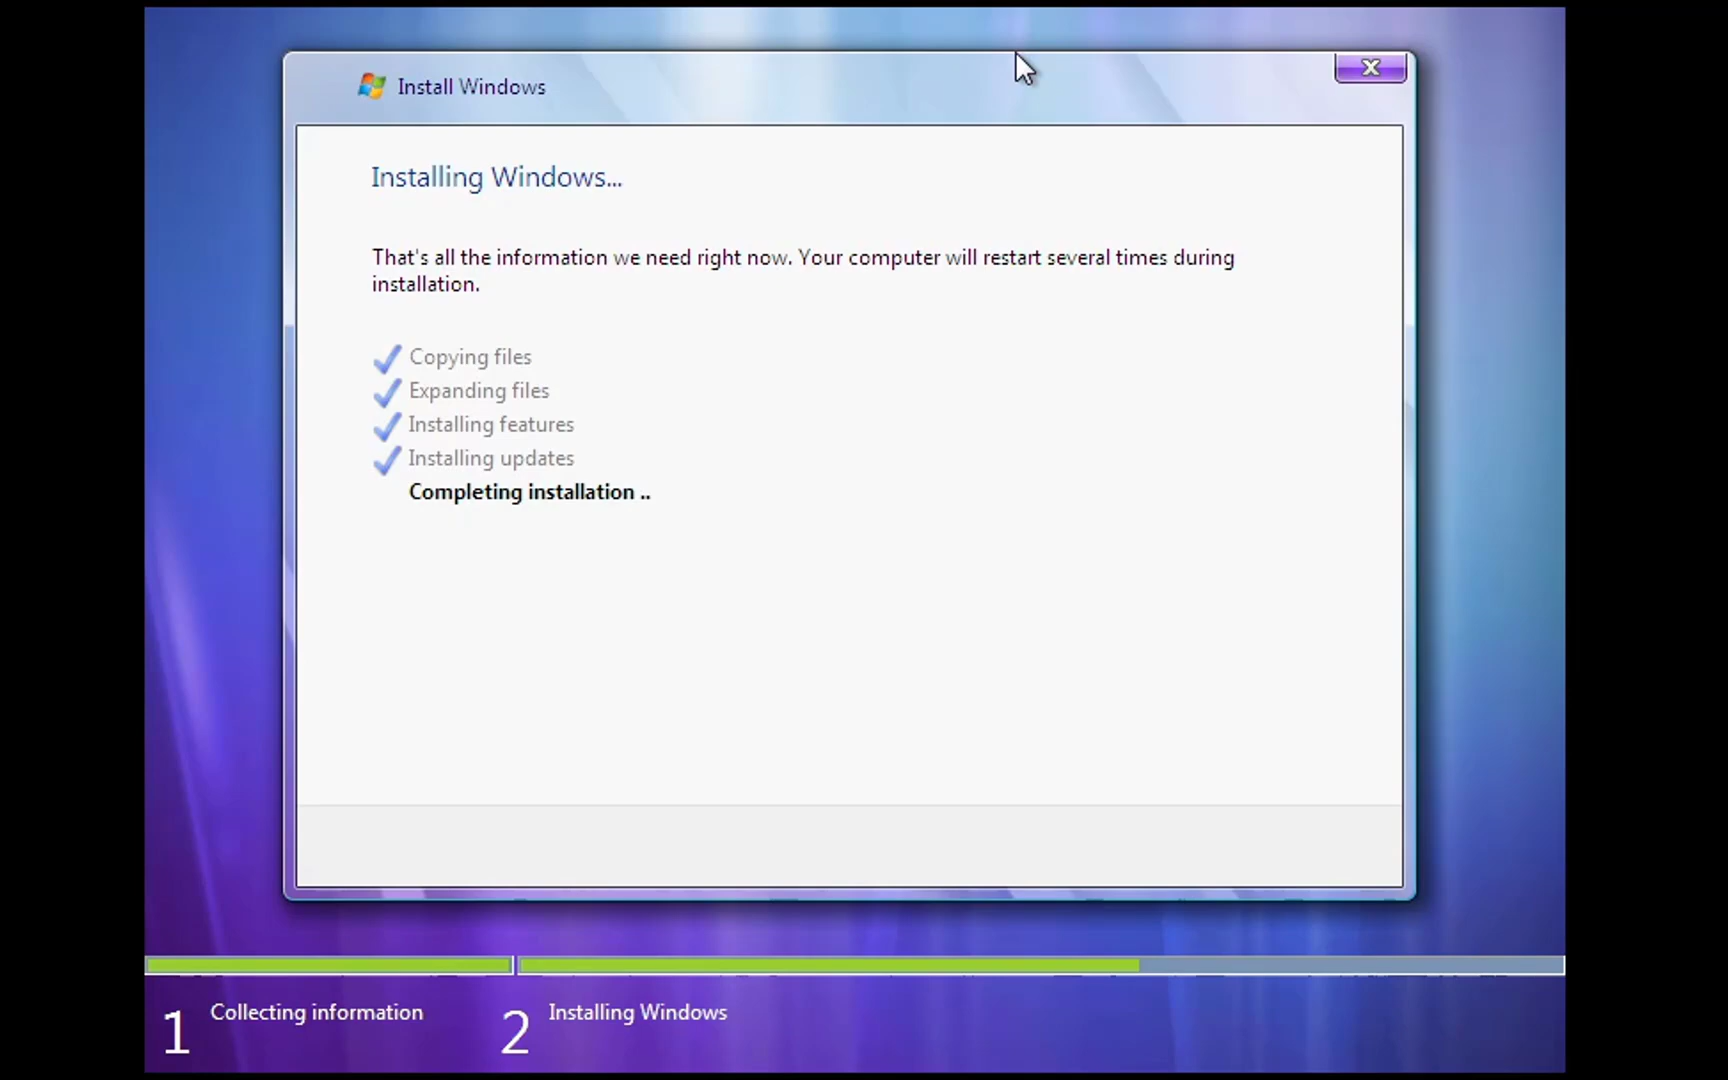 Install Windows
Installing Windows...
That's all the information we need right now. Your computer will restart several times during
installation.
Copying files
Expanding files
Installing features
Installing updates
Completing installation ..
1 Collecting information
2 Installing Windows